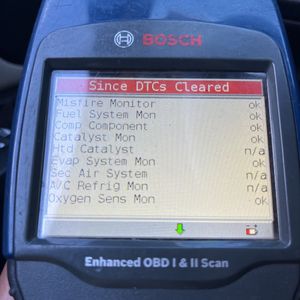 BOSCH
Since DTCs Cleared
Misfire Monitor ok
Fuel System Mon ok
Comp Component ok
Catalyst Mon ok
Htd Catalyst n/a
Evap System Mon ok
Sec Air System n/a
A/C Refrig Mon n/a
Oxygen Sens Mon ok
Enhanced OBD I & II Scan